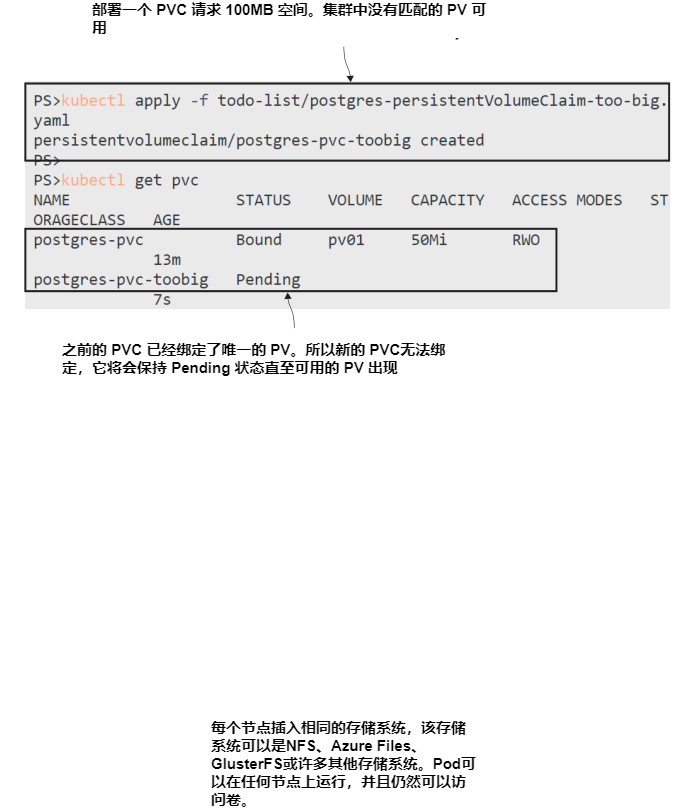 部署一个 PVC 请求 100MB 空间。集群中没有匹配的 PV 可
用
PS>kubectl apply -f todo-list/postgres-persistentVolumeClaim-too-big.
yaml
persistentvolumeclaim/postgres-pvc-toobig created
PS>
PS>kubectl get pvc
NAME STATUS VOLUME CAPACITY ACCESS MODES ST
ORAGECLASS AGE
postgres-pvc Bound pv01 50Mi RWO
13m
postgres-pvc-toobig Pending
7s
之前的 PVC 已经绑定了唯一的 PV。所以新的 PVC无法绑
定，它将会保持 Pending 状态直至可用的 PV 出现
每个节点插入相同的存储系统，该存储
系统可以是NFS、Azure Files、
GlusterFS或许多其他存储系统。Pod可
以在任何节点上运行，并且仍然可以访
问卷。